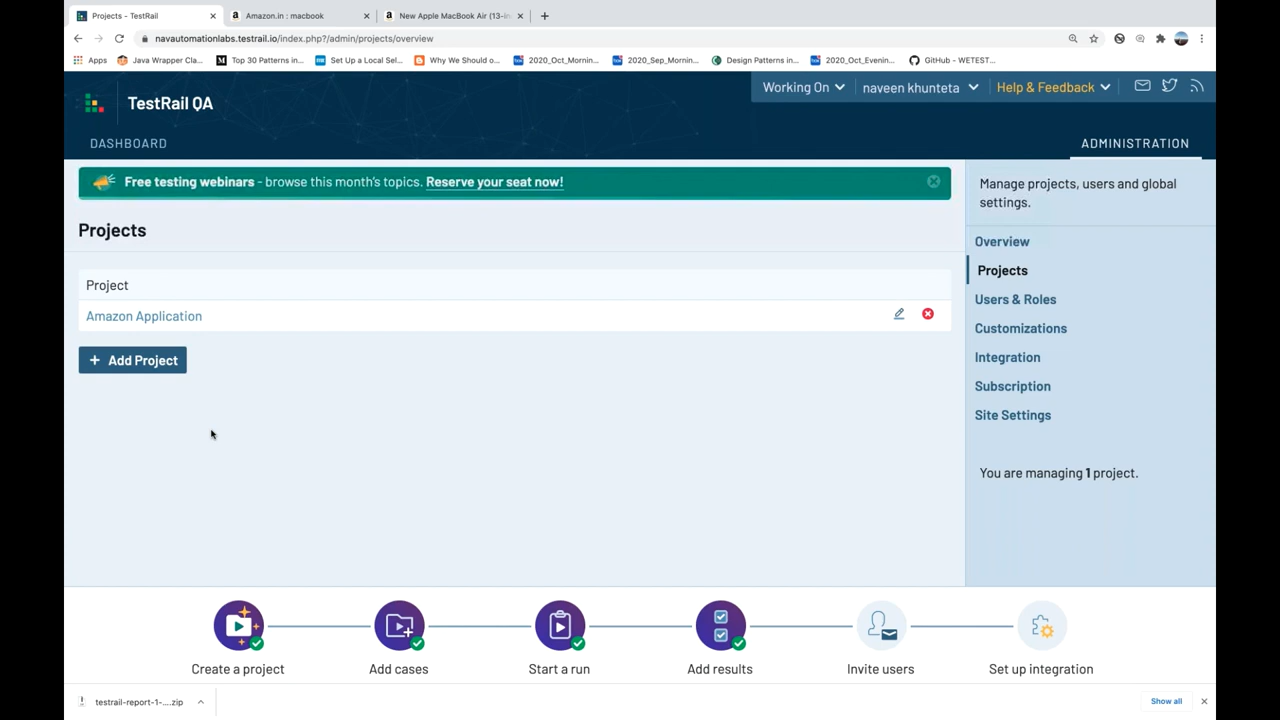 Projects - TestRail
Amazon.in : macbook
New Apple MacBook Air (13-in
navautomationlabs.testrail.io/index.php?/admin/projects/overview
Apps
Java Wrapper Cla...
Top 30 Patterns in...
Set Up a Local Sel...
Why We Should o...
2020_Oct_Mornin...
2020_Sep_Mornin...
Design Patterns in...
2020_Oct_Evenin...
GitHub - WETEST...
TestRail QA
Working On
naveen khunteta
Help & Feedback
DASHBOARD
ADMINISTRATION
Free testing webinars - browse this month's topics. Reserve your seat now!
Projects
Project
Amazon Application
+ Add Project
Manage projects, users and global
settings.
Overview
Projects
Users & Roles
Customizations
Integration
Subscription
Site Settings
You are managing 1 project.
Create a project
Add cases
Start a run
Add results
Invite users
Set up integration
testrail-report-1-....zip
Show all